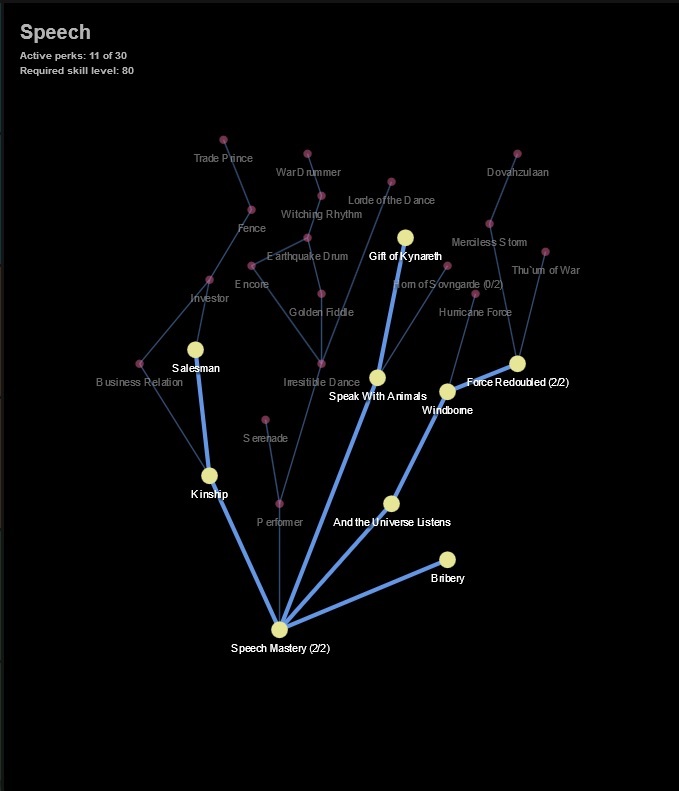 Speech
Active perks: 11 of 30
Required skill level: 80
Trade Prince
War Drummer
Dovahzulaan
Lorde of the Dance
Witching Rhythm
Fence
Merciless Storm
Earthquake Drum
Gift of Kynareth
Thu'um of War
Encore
Horn of Sovngarde (0/2)
Investor
Golden Fiddle
Hurricane Force
Salesman
Business Relation
Irresitible Dance
Force Redoubled (2/2)
Speak With Animals
Windborne
Serenade
Kinship
Performer
And the Universe Listens
Bribery
Speech Mastery (2/2)